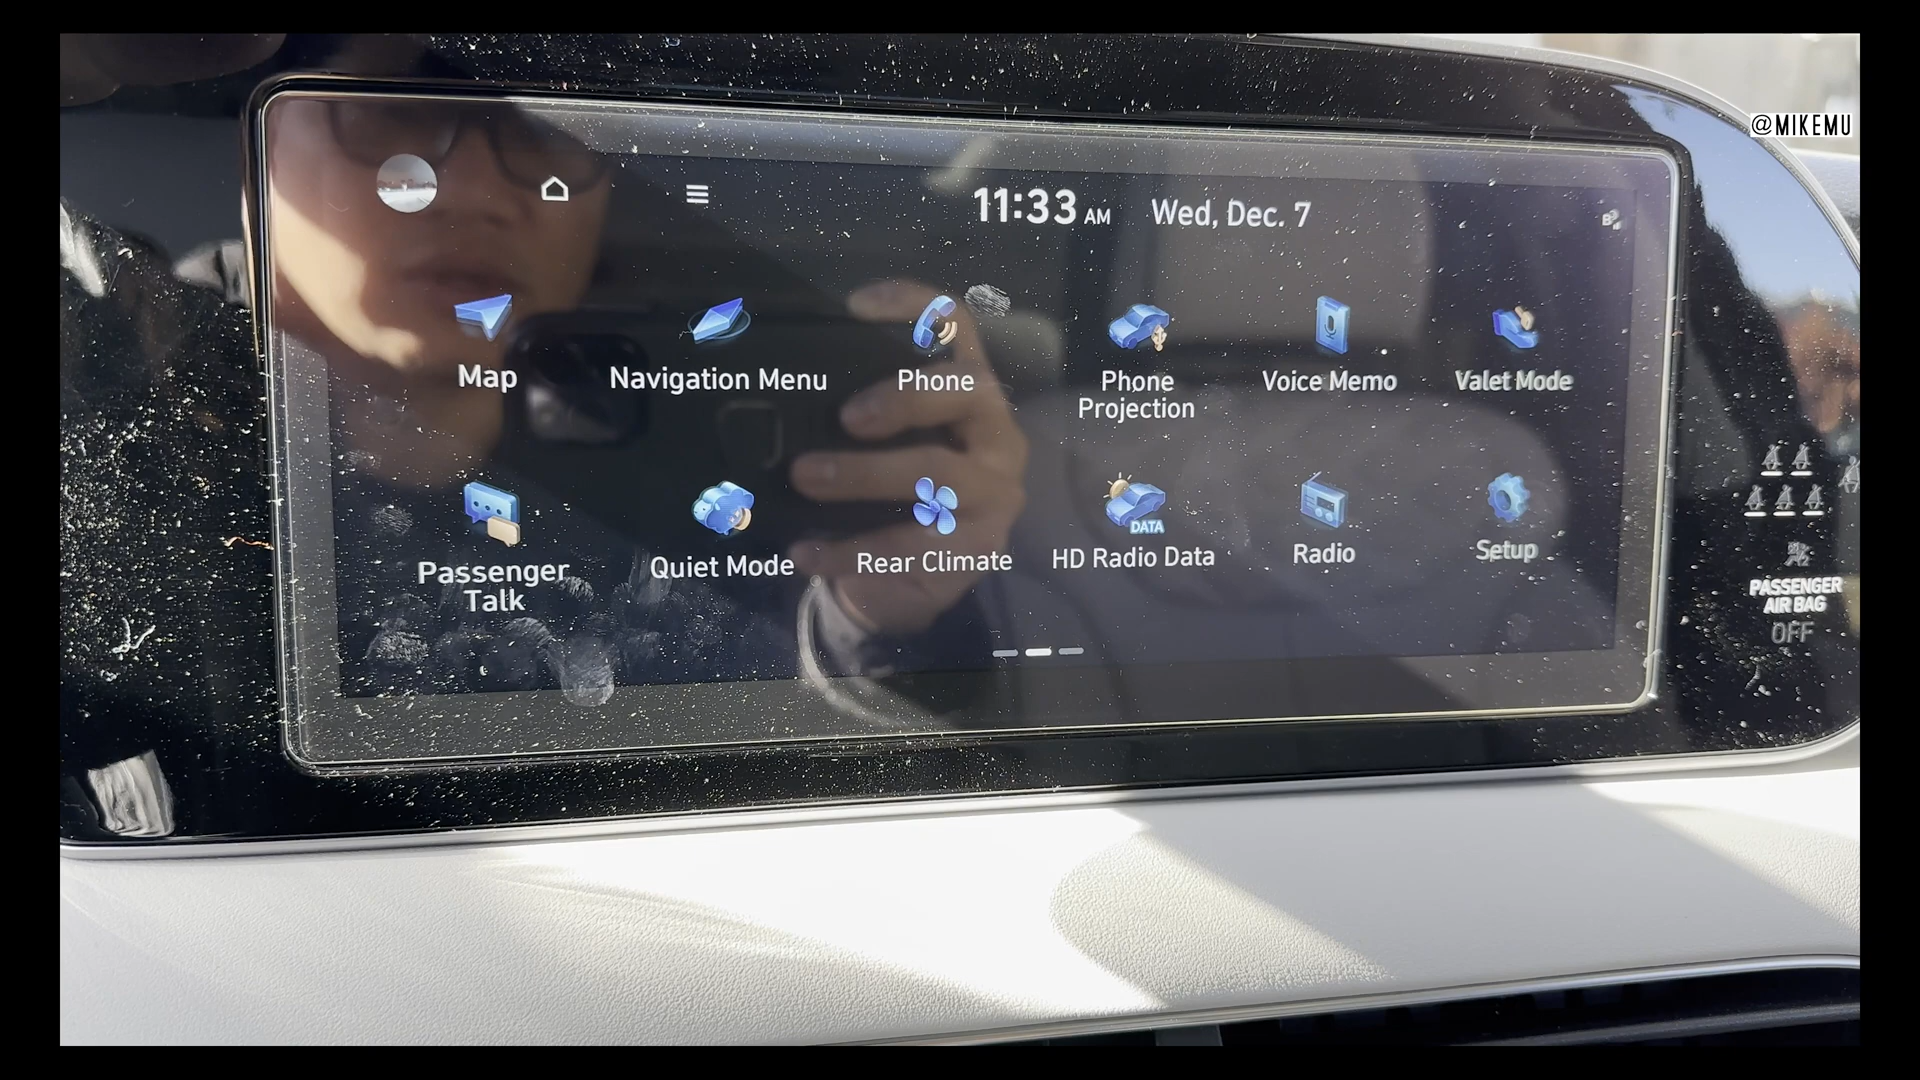 @MIKEMU
11:33 AM Wed, Dec. 7
Map
Navigation Menu
Phone
Phone
Projection
Voice Memo
Valet Mode
Passenger
Talk
Quiet Mode
Rear Climate
DATA
HD Radio Data
Radio
Setup
PASSENGER
AIR BAG
OFF